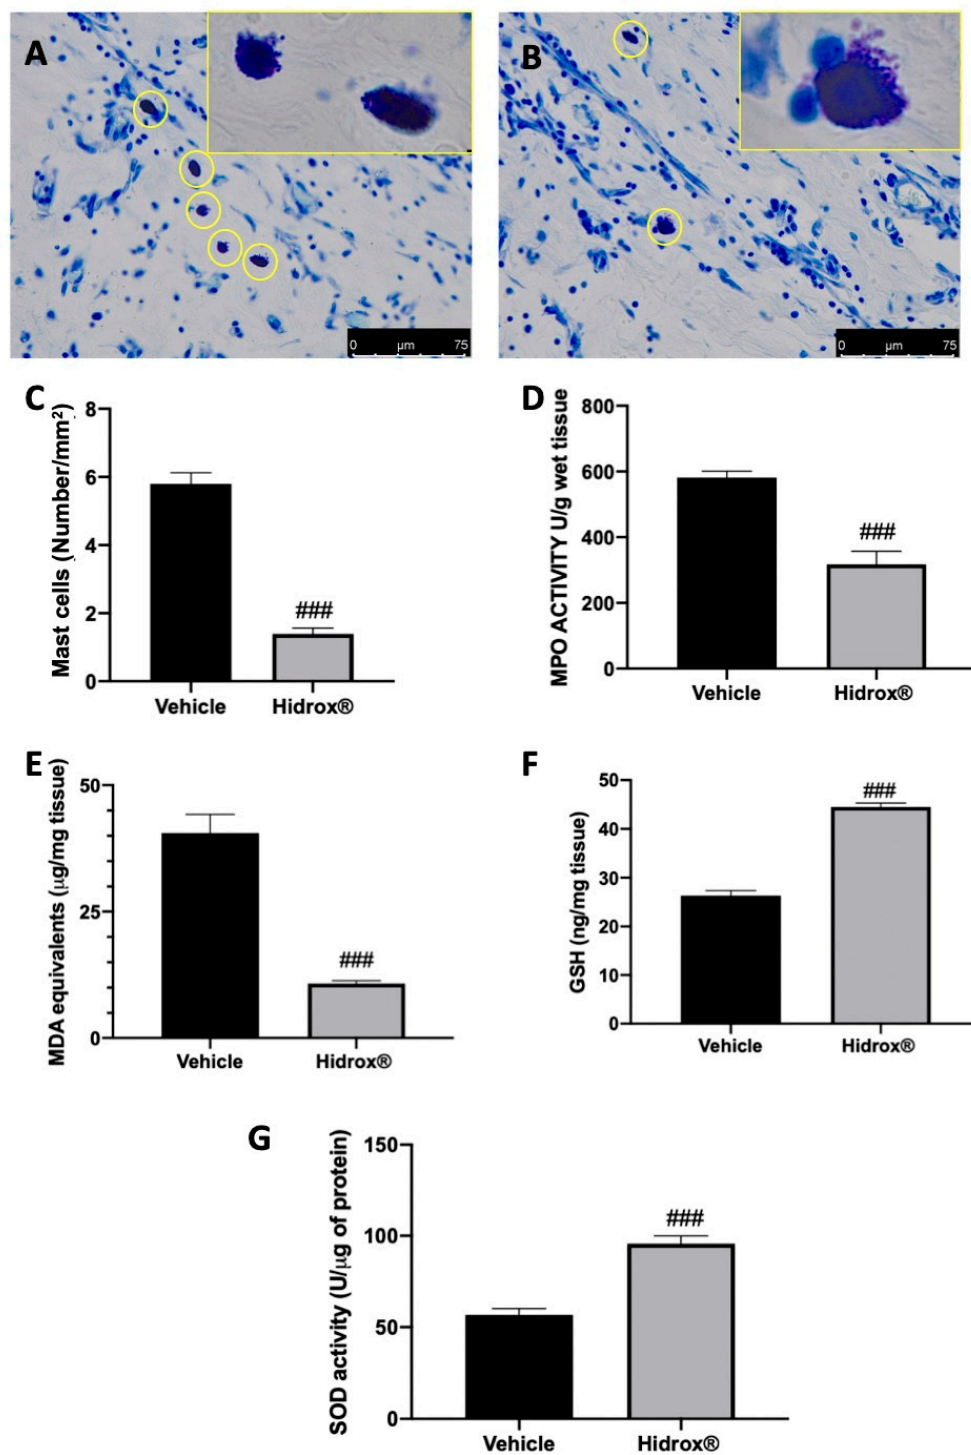 A
B
0 µm 75
0 µm 75
C
Mast cells (Number/mm²)
8
6
4
2
0
###
Vehicle Hidrox®
D
MPO ACTIVITY U/g wet tissue
800
600
400
200
0
###
Vehicle Hidrox®
E
MDA equivalents (µg/mg tissue)
50
25
0
###
Vehicle Hidrox®
F
GSH (ng/mg tissue)
50
40
30
20
10
0
###
Vehicle Hidrox®
G
SOD activity (U/µg of protein)
150
100
50
0
###
Vehicle Hidrox®